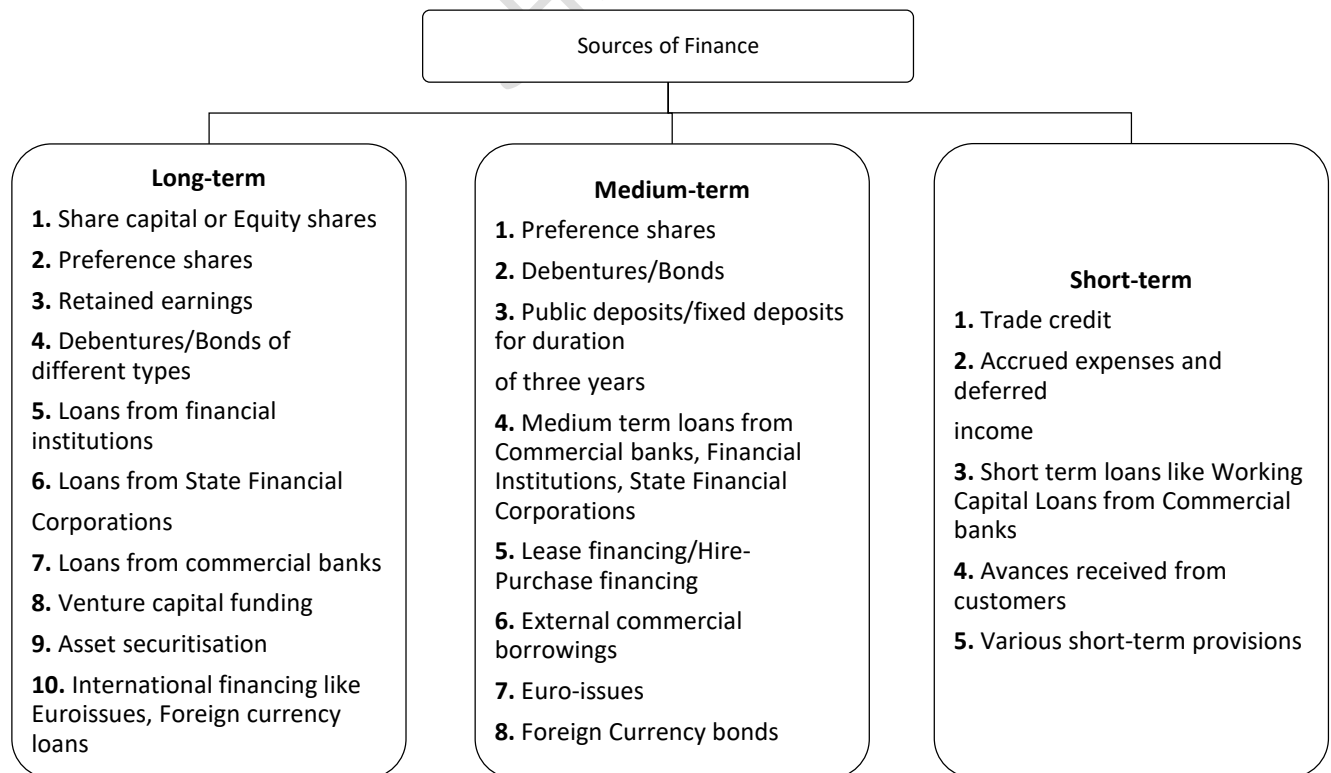 Sources of Finance
Long-term
1. Share capital or Equity shares
2. Preference shares
3. Retained earnings
4. Debentures/Bonds of
different types
5. Loans from financial
institutions
6. Loans from State Financial
Corporations
7. Loans from commercial banks
8. Venture capital funding
9. Asset securitisation
10. International financing like
Euroissues, Foreign currency
loans
Medium-term
1. Preference shares
2. Debentures/Bonds
3. Public deposits/fixed deposits
for duration
of three years
4. Medium term loans from
Commercial banks, Financial
Institutions, State Financial
Corporations
5. Lease financing/Hire-
Purchase financing
6. External commercial
borrowings
7. Euro-issues
8. Foreign Currency bonds
Short-term
1. Trade credit
2. Accrued expenses and
deferred
income
3. Short term loans like Working
Capital Loans from Commercial
banks
4. Avances received from
customers
5. Various short-term provisions